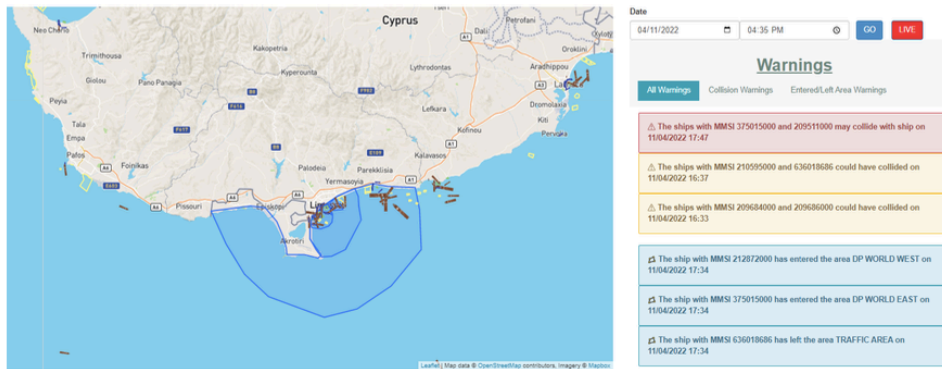 Cyprus
Neo Chorio
Dali
Petrofani
Oroklini
Trimithousa
Kakopetria
Aradhippou
Giolou
Pano Panagia
Kyperounta
Lythrodontas
Peyia
Dromolaxia
Lefkara
Kiti
Tala
Kofinou
Pervolia
Empa
Pafos
Foinikas
Palodeia
Parekklisia
Kalavasos
Yermasoyia
Pissouri
Episkopi
Akrotiri
Leaflet | Map data © OpenStreetMap contributors, Imagery © Mapbox
Date
04/11/2022
04:35 PM
GO
LIVE
Warnings
All Warnings
Collision Warnings
Entered/Left Area Warnings
The ships with MMSI 375015000 and 209511000 may collide with ship on
11/04/2022 17:47
The ships with MMSI 210595000 and 636018686 could have collided on
11/04/2022 16:37
The ships with MMSI 209684000 and 209686000 could have collided on
11/04/2022 16:33
The ship with MMSI 212872000 has entered the area DP WORLD WEST on
11/04/2022 17:34
The ship with MMSI 375015000 has entered the area DP WORLD EAST on
11/04/2022 17:34
The ship with MMSI 636018686 has left the area TRAFFIC AREA on
11/04/2022 17:34